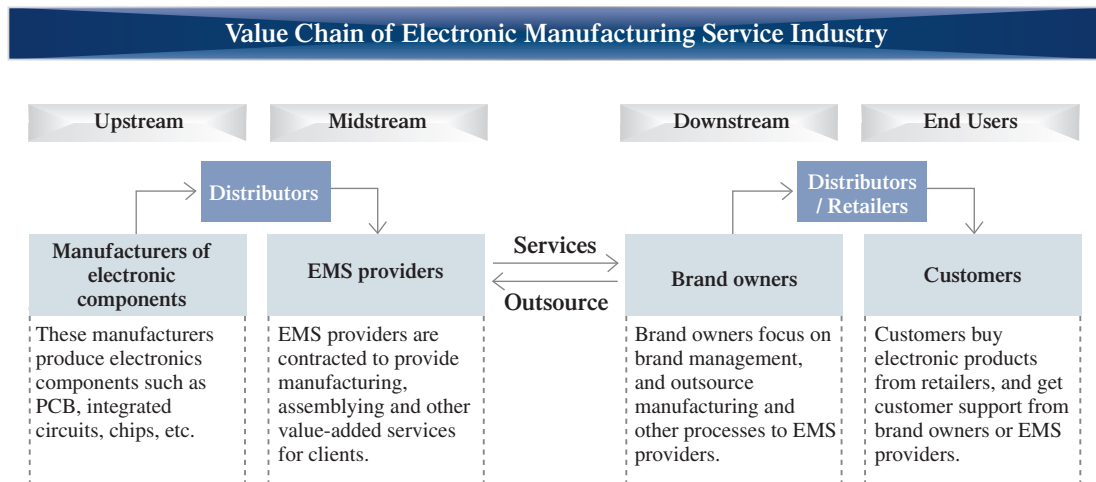 Value Chain of Electronic Manufacturing Service Industry
Upstream
Midstream
Downstream
End Users
Distributors
Distributors
/ Retailers
Manufacturers of
electronic
components
EMS providers
Services
Outsource
Brand owners
Customers
These manufacturers
produce electronics
components such as
PCB, integrated
circuits, chips, etc.
EMS providers are
contracted to provide
manufacturing,
assemblying and other
value-added services
for clients.
Brand owners focus on
brand management,
and outsource
manufacturing and
other processes to EMS
providers.
Customers buy
electronic products
from retailers, and get
customer support from
brand owners or EMS
providers.